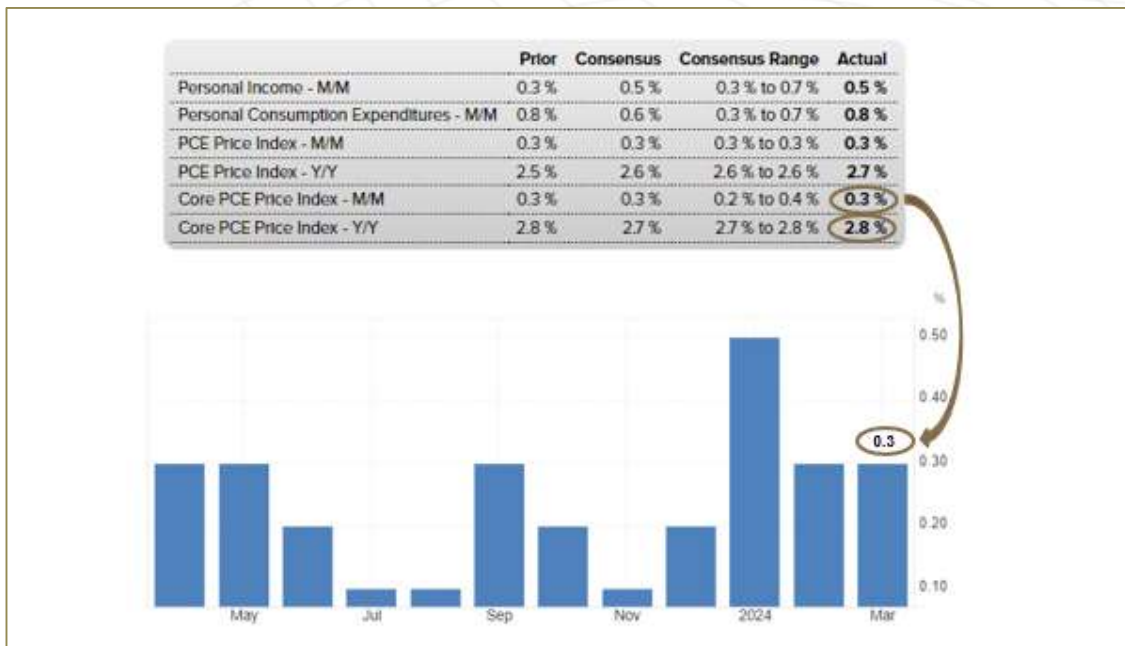 Prior Consensus Consensus Range Actual
Personal Income - M/M 0.3 % 0.5 % 0.3 % to 0.7 % 0.5 %
Personal Consumption Expenditures - M/M 0.8 % 0.6 % 0.3 % to 0.7 % 0.8 %
PCE Price Index - M/M 0.3 % 0.3 % 0.3 % to 0.3 % 0.3 %
PCE Price Index - Y/Y 2.5 % 2.6 % 2.6 % to 2.6 % 2.7 %
Core PCE Price Index - M/M 0.3 % 0.3 % 0.2 % to 0.4 % 0.3 %
Core PCE Price Index - Y/Y 2.8 % 2.7 % 2.7 % to 2.8 % 2.8 %
%
0.50
0.40
0.3
0.30
0.20
0.10
May Jul Sep Nov 2024 Mar